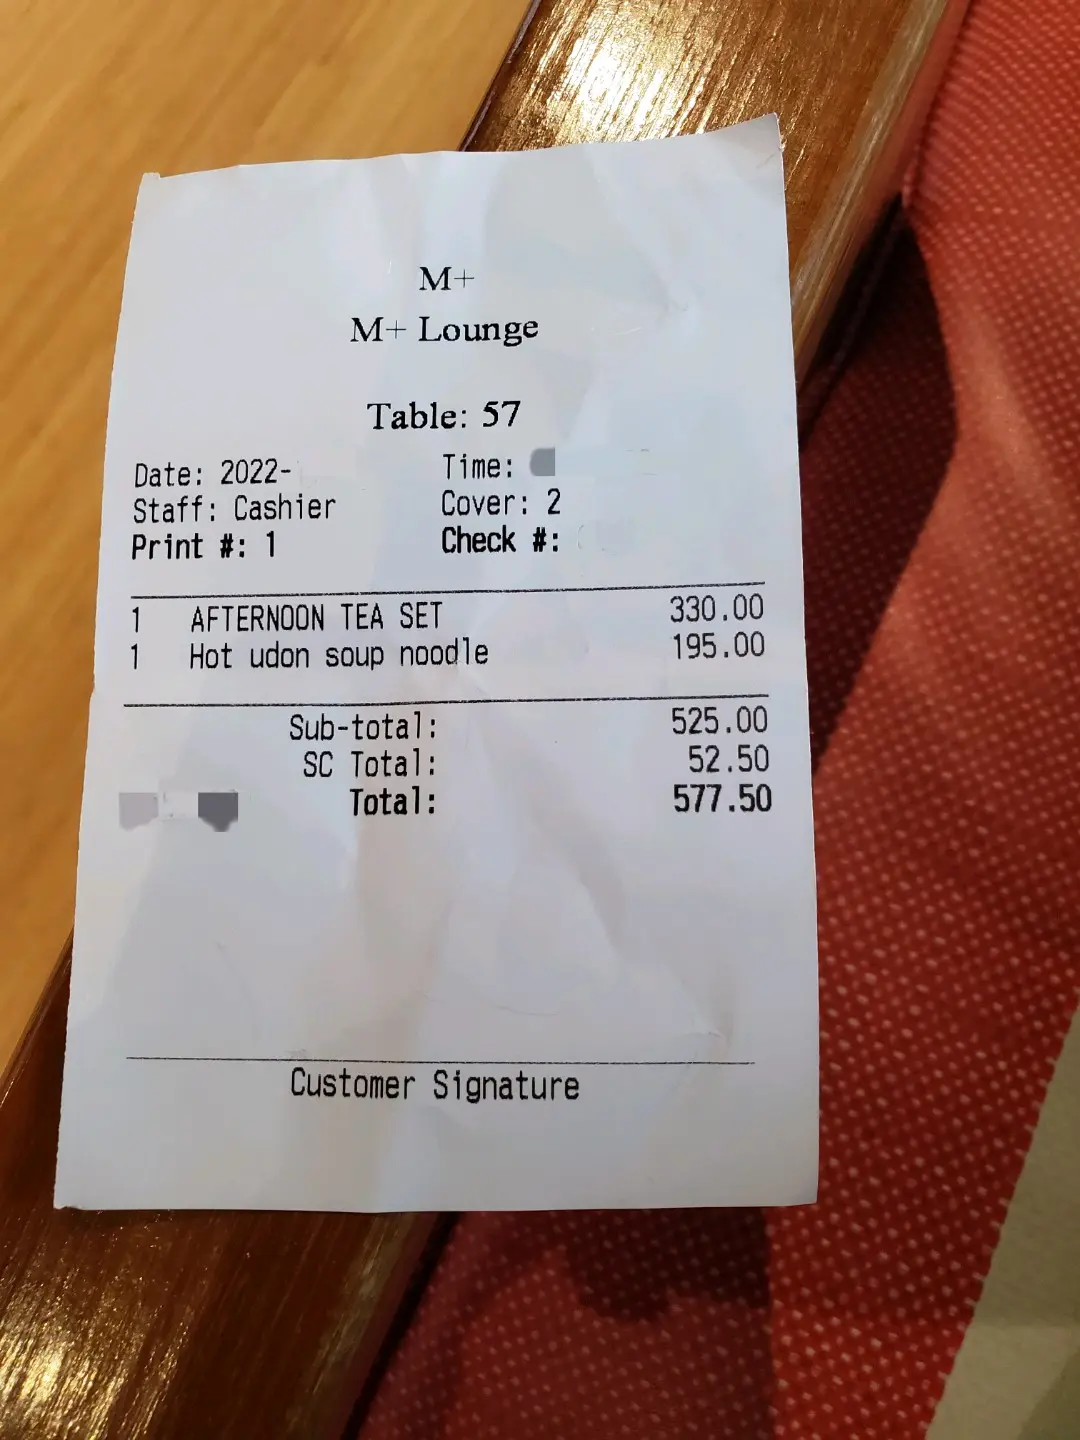 M+
M+ Lounge
Table: 57
Date: 2022- Time:
Staff: Cashier Cover: 2
Print #: 1 Check #:
1 AFTERNOON TEA SET 330.00
1 Hot udon soup noodle 195.00
Sub-total: 525.00
SC Total: 52.50
Total: 577.50
Customer Signature